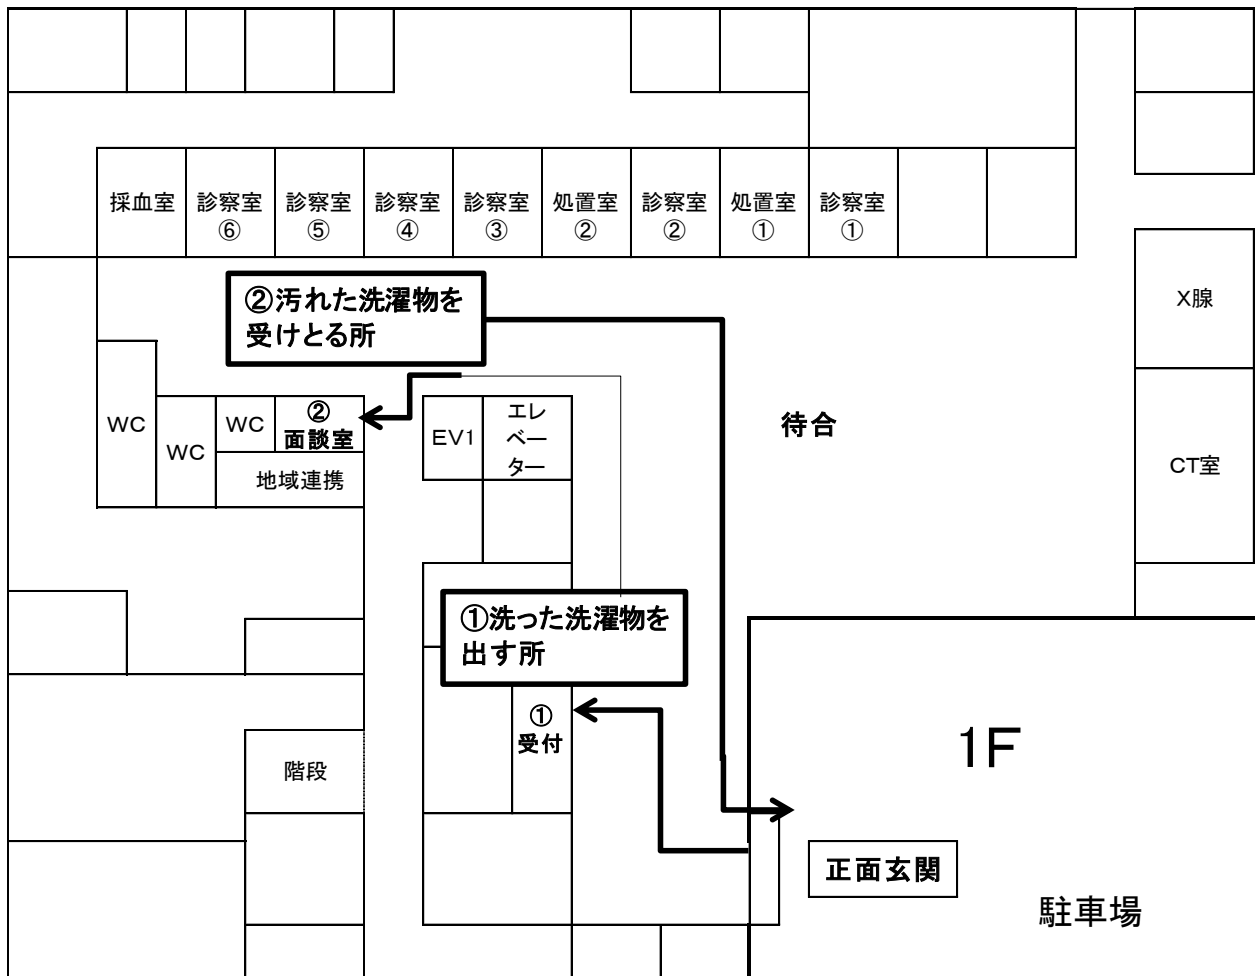 採血室
診察室
⑥
診察室
⑤
診察室
④
診察室
③
処置室
②
診察室
②
処置室
①
診察室
①
②汚れた洗濯物を
受けとる所
X腺
WC
WC
WC
②
面談室
地域連携
EV1
エレ
ベー
ター
待合
CT室
①洗った洗濯物を
出す所
①
受付
1F
階段
正面玄関
駐車場